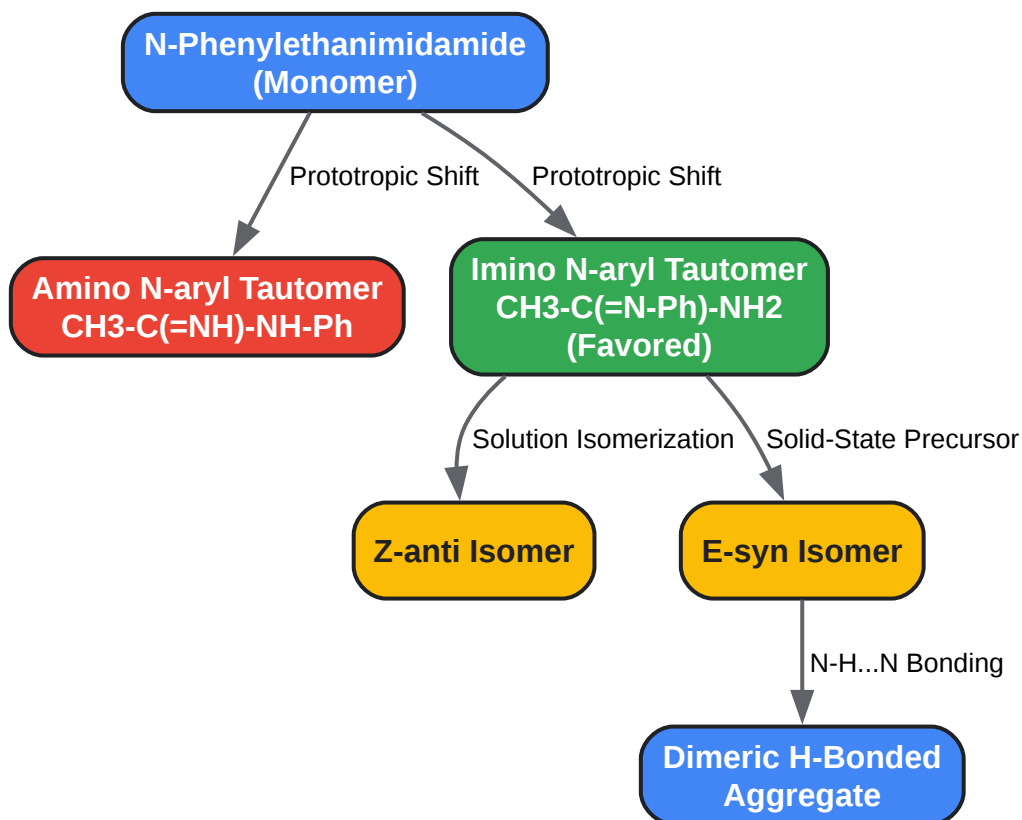 N-Phenylethanimidamide
(Monomer)
Prototropic Shift
Prototropic Shift
Amino N-aryl Tautomer
CH3-C(=NH)-NH-Ph
Imino N-aryl Tautomer
CH3-C(=N-Ph)-NH2
(Favored)
Solution Isomerization
Solid-State Precursor
Z-anti Isomer
E-syn Isomer
N-H...N Bonding
Dimeric H-Bonded
Aggregate